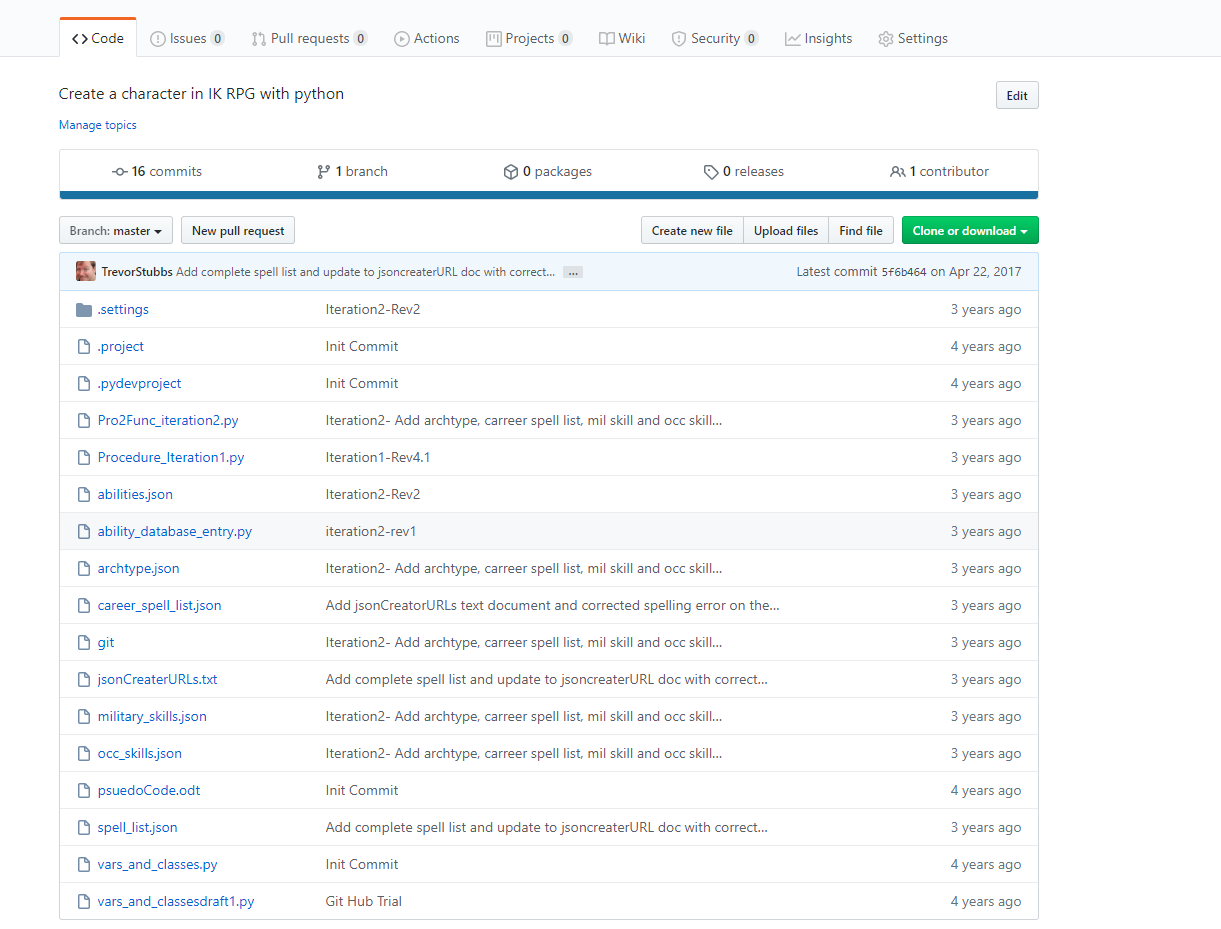 Code Issues 0 Pull requests 0 Actions Projects 0 Wiki Security 0 Insights Settings
Create a character in IK RPG with python Edit
Manage topics
16 commits 1 branch 0 packages 0 releases 1 contributor
Branch: master New pull request Create new file Upload files Find file Clone or download
TrevorStubbs Add complete spell list and update to jsoncreaterURL doc with correct... ... Latest commit 5f6b464 on Apr 22, 2017
.settings Iteration2-Rev2 3 years ago
.project Init Commit 4 years ago
.pydevproject Init Commit 4 years ago
Pro2Func_iteration2.py Iteration2- Add archtype, carreer spell list, mil skill and occ skill... 3 years ago
Procedure_Iteration1.py Iteration1-Rev4.1 3 years ago
abilities.json Iteration2-Rev2 3 years ago
ability_database_entry.py iteration2-rev1 3 years ago
archtype.json Iteration2- Add archtype, carreer spell list, mil skill and occ skill... 3 years ago
career_spell_list.json Add jsonCreatorURLs text document and corrected spelling error on the... 3 years ago
git Iteration2- Add archtype, carreer spell list, mil skill and occ skill... 3 years ago
jsonCreaterURLs.txt Add complete spell list and update to jsoncreaterURL doc with correct... 3 years ago
military_skills.json Iteration2- Add archtype, carreer spell list, mil skill and occ skill... 3 years ago
occ_skills.json Iteration2- Add archtype, carreer spell list, mil skill and occ skill... 3 years ago
psuedoCode.odt Init Commit 4 years ago
spell_list.json Add complete spell list and update to jsoncreaterURL doc with correct... 3 years ago
vars_and_classes.py Init Commit 4 years ago
vars_and_classesdraft1.py Git Hub Trial 4 years ago